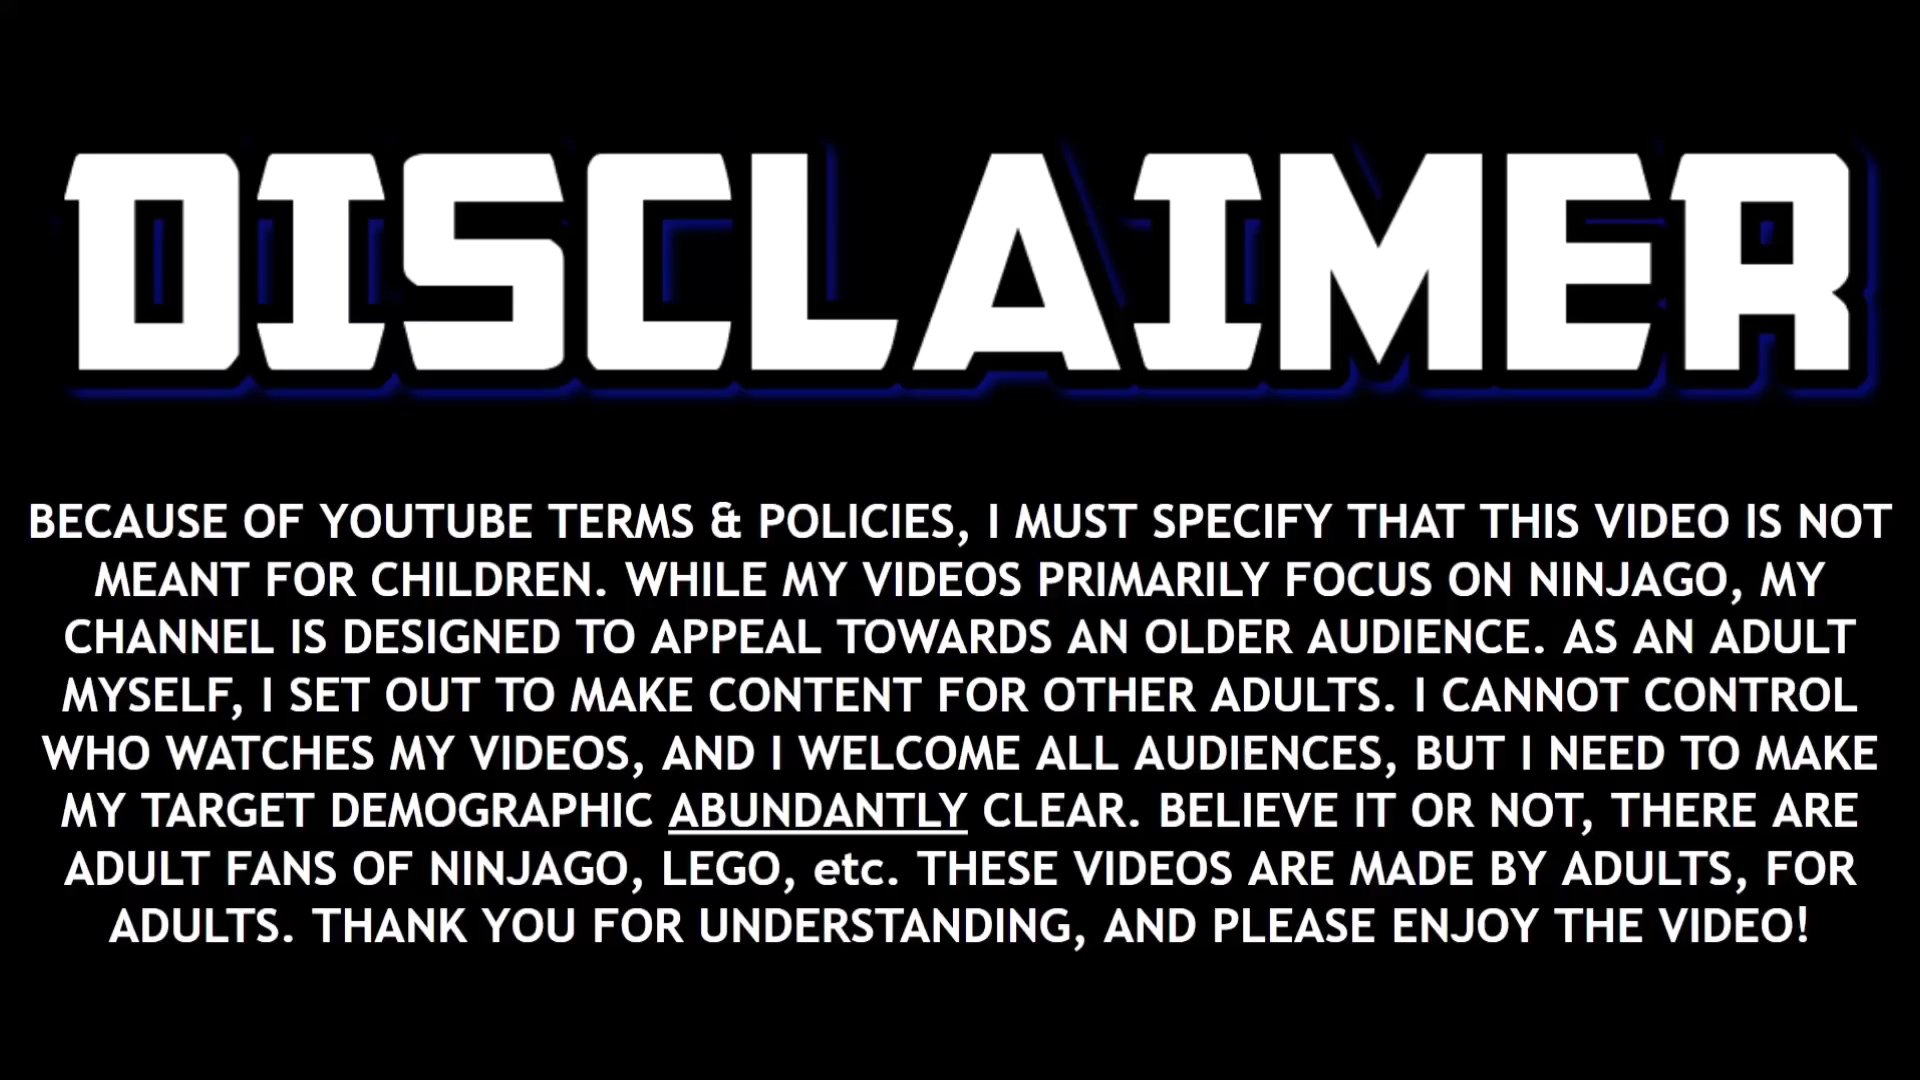 DISCLAIMER
BECAUSE OF YOUTUBE TERMS & POLICIES, I MUST SPECIFY THAT THIS VIDEO IS NOT
MEANT FOR CHILDREN. WHILE MY VIDEOS PRIMARILY FOCUS ON NINJAGO, MY
CHANNEL IS DESIGNED TO APPEAL TOWARDS AN OLDER AUDIENCE. AS AN ADULT
MYSELF, I SET OUT TO MAKE CONTENT FOR OTHER ADULTS. I CANNOT CONTROL
WHO WATCHES MY VIDEOS, AND I WELCOME ALL AUDIENCES, BUT I NEED TO MAKE
MY TARGET DEMOGRAPHIC ABUNDANTLY CLEAR. BELIEVE IT OR NOT, THERE ARE
ADULT FANS OF NINJAGO, LEGO, etc. THESE VIDEOS ARE MADE BY ADULTS, FOR
ADULTS. THANK YOU FOR UNDERSTANDING, AND PLEASE ENJOY THE VIDEO!